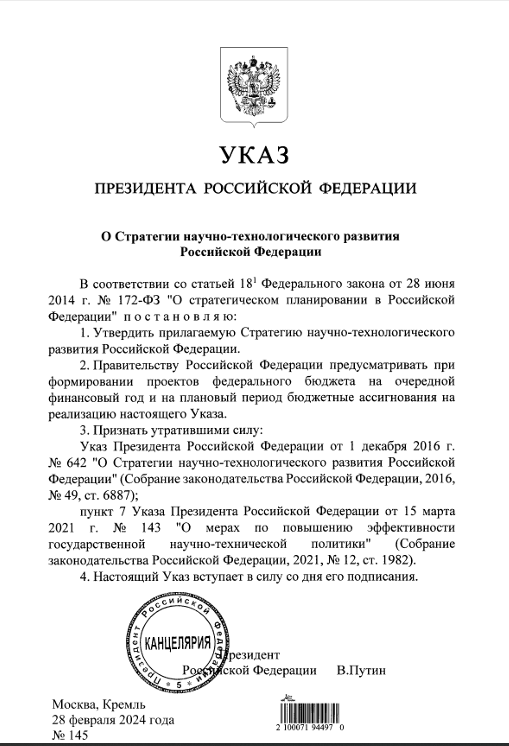 УКАЗ
ПРЕЗИДЕНТА РОССИЙСКОЙ ФЕДЕРАЦИИ
О Стратегии научно-технологического развития
Российской Федерации
В соответствии со статьей 18¹ Федерального закона от 28 июня
2014 г. № 172-ФЗ "О стратегическом планировании в Российской
Федерации" п о с т а н о в л я ю:
1. Утвердить прилагаемую Стратегию научно-технологического
развития Российской Федерации.
2. Правительству Российской Федерации предусматривать при
формировании проектов федерального бюджета на очередной
финансовый год и на плановый период бюджетные ассигнования на
реализацию настоящего Указа.
3. Признать утратившими силу:
Указ Президента Российской Федерации от 1 декабря 2016 г.
№ 642 "О Стратегии научно-технологического развития Российской
Федерации" (Собрание законодательства Российской Федерации, 2016,
№ 49, ст. 6887);
пункт 7 Указа Президента Российской Федерации от 15 марта
2021 г. № 143 "О мерах по повышению эффективности
государственной научно-технической политики" (Собрание
законодательства Российской Федерации, 2021, № 12, ст. 1982).
4. Настоящий Указ вступает в силу со дня его подписания.
Президент Российской Федерации * 5 *
КАНЦЕЛЯРИЯ
Президент
Российской Федерации В.Путин
Москва, Кремль
28 февраля 2024 года
№ 145
2 100071 94497 0